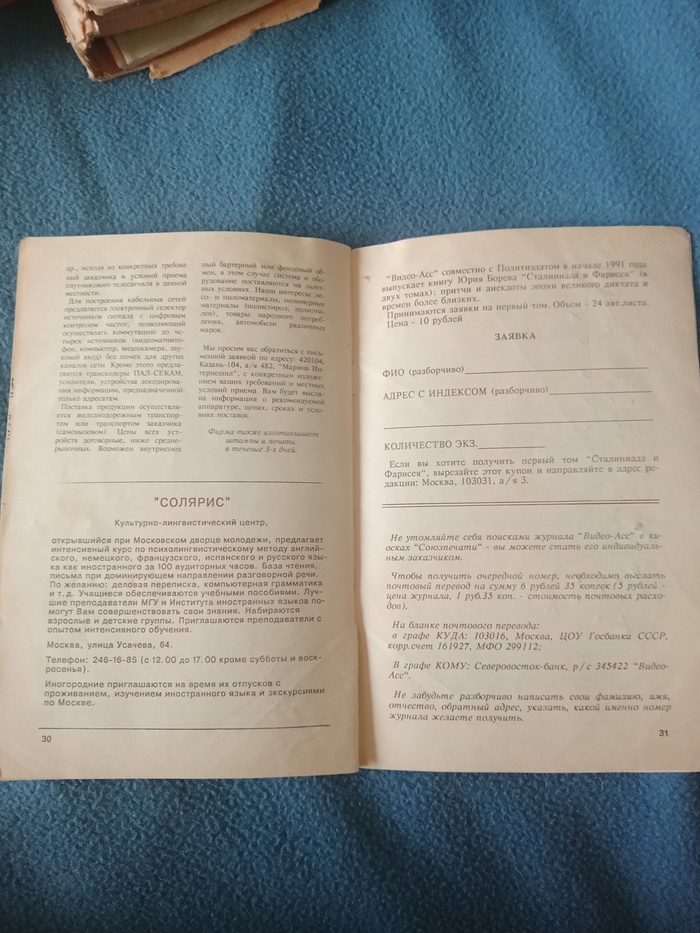 др., исходя из конкретных требова
ний заказчика и условий приема
спутникового телесигнала в данной
местности.
Для построения кабельных сетей
предлагается электронный селектор
источников сигнала с цифровым
контролем частот, позволяющий
осуществлять коммутацию до че-
тырех источников (видеомагнито-
фон, компьютер, видеокамера, зву-
ковой вход) без помех для других
каналов сети. Кроме этого предла-
гаются транскодеры ПАЛ-СЕКАМ,
усилители, устройства декодирова-
ния информации, предназначенной
только адресатам.
Поставка продукции осуществля-
ется железнодорожным транспор-
том или транспортом заказчика
(самовывозом). Цены всех уст-
ройств договорные, ниже средне-
рыночных. Возможен внутрисоюз
ный бартерный или фондовый об-
мен, в этом случае система и обо-
рудование поставляются на льгот-
ных условиях. Наши интересы: ле-
со- и пиломатериалы, полимерные
материалы (полистирол, полиэти-
лен), товары народного потреб-
ления, автомобили различных
марок.
Мы просим вас обратиться с пись-
менной заявкой по адресу: 420104,
Казань-104, а/я 482, "Марина Ин-
тернешнл", с конкретным изложе-
нием ваших требований и местных
условий приема. Вам будет высла-
на информация о рекомендуемой
аппаратуре, ценах, сроках и усло-
виях поставок.
Фирма также изготавливает
штампы и печати.
в течение 3-х дней.
"СОЛЯРИС"
Культурно-лингвистический центр,
открывшийся при Московском дворце молодежи, предлагает
интенсивный курс по психолингвистическому методу англий-
ского, немецкого, французского, испанского и русского язы-
ка как иностранного за 100 аудиторных часов. База чтения,
письма при доминирующем направлении разговорной речи.
По желанию: деловая переписка, компьютерная грамматика
и т.д. Учащиеся обеспечиваются учебными пособиями. Луч-
шие преподаватели МГУ и Института иностранных языков по-
могут Вам совершенствовать свои знания. Набираются
взрослые и детские группы. Приглашаются преподаватели с
опытом интенсивного обучения.
Москва, улица Усачева, 64.
Телефон: 246-16-85 (с 12.00 до 17.00 кроме субботы и воск-
ресенья).
Иногородние приглашаются на время их отпусков с
проживанием, изучением иностранного языка и экскурсиями
по Москве.
30
"Видео-Асс" совместно с Политиздатом в начале 1991 года
выпускает книгу Юрия Борева "Сталиниада и Фарисея" (в
двух томах): притчи и анекдоты эпохи великого диктата и
времен более близких.
Принимаются заявки на первый том. Объем - 24 авт.листа.
Цена - 10 рублей
ЗАЯВКА
ФИО (разборчиво)
АДРЕС С ИНДЕКСОМ (разборчиво)
КОЛИЧЕСТВО ЭКЗ.
Если вы хотите получить первый том "Сталиниада и
Фарисея", вырезайте этот купон и направляйте в адрес ре-
дакции: Москва, 103031, а/я 3.
Не утомляйте себя поисками журнала "Видео-Асс" в ки-
осках "Союзпечати" - вы можете стать его индивидуаль-
ным заказчиком.
Чтобы получить очередной номер, необходимо выслать
почтовый перевод на сумму 6 рублей 35 копеек (5 рублей -
цена журнала, 1 руб.35 коп. - стоимость почтовых расхо-
дов).
На бланке почтового перевода:
в графе КУДА: 103016, Москва, ЦОУ Госбанка СССР,
корр.счет 161927, МФО 299112;
В графе КОМУ: Северовосток-банк, р/с 345422 "Видео-
Асс".
Не забудьте разборчиво написать свои фамилию, имя,
отчество, обратный адрес, указать, какой именно номер
журнала желаете получить.
31